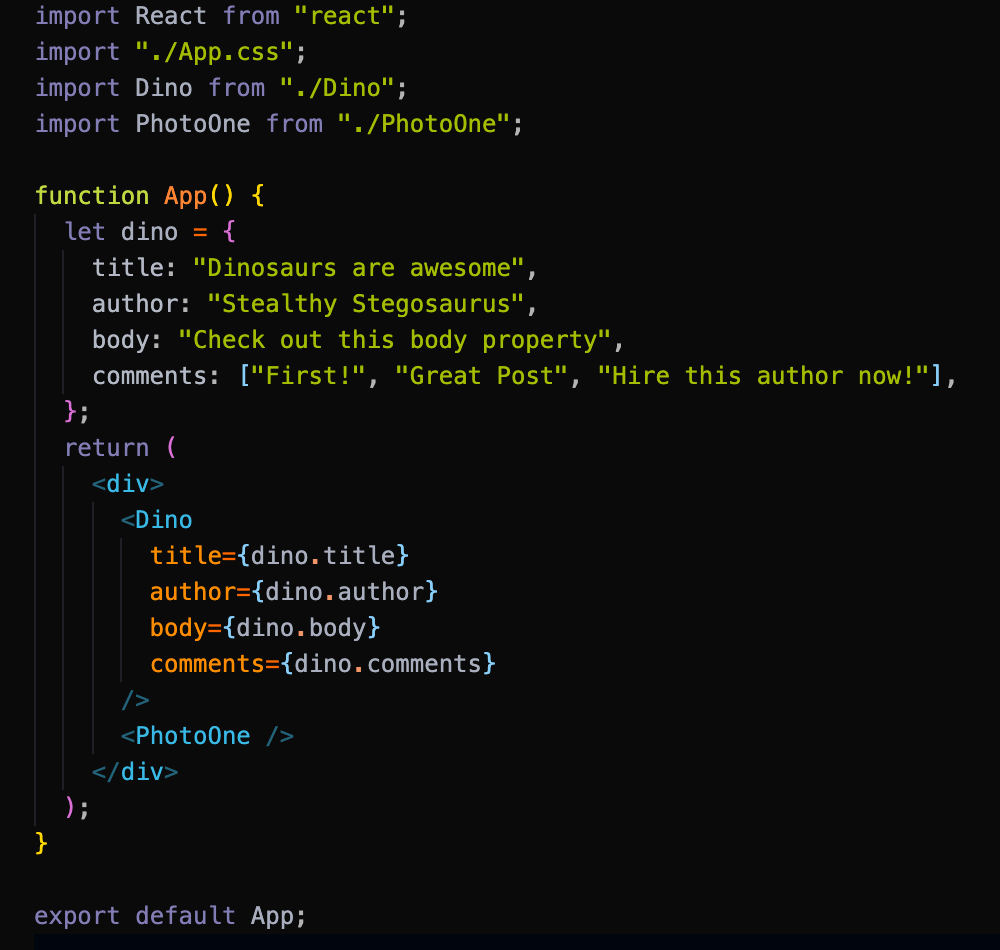 import React from "react";
import "./App.css";
import Dino from "./Dino";
import PhotoOne from "./PhotoOne";

function App() {
  let dino = {
    title: "Dinosaurs are awesome",
    author: "Stealthy Stegosaurus",
    body: "Check out this body property",
    comments: ["First!", "Great Post", "Hire this author now!"],
  };
  return (
    <div>
      <Dino
        title={dino.title}
        author={dino.author}
        body={dino.body}
        comments={dino.comments}
      />
      <PhotoOne />
    </div>
  );
}

export default App;